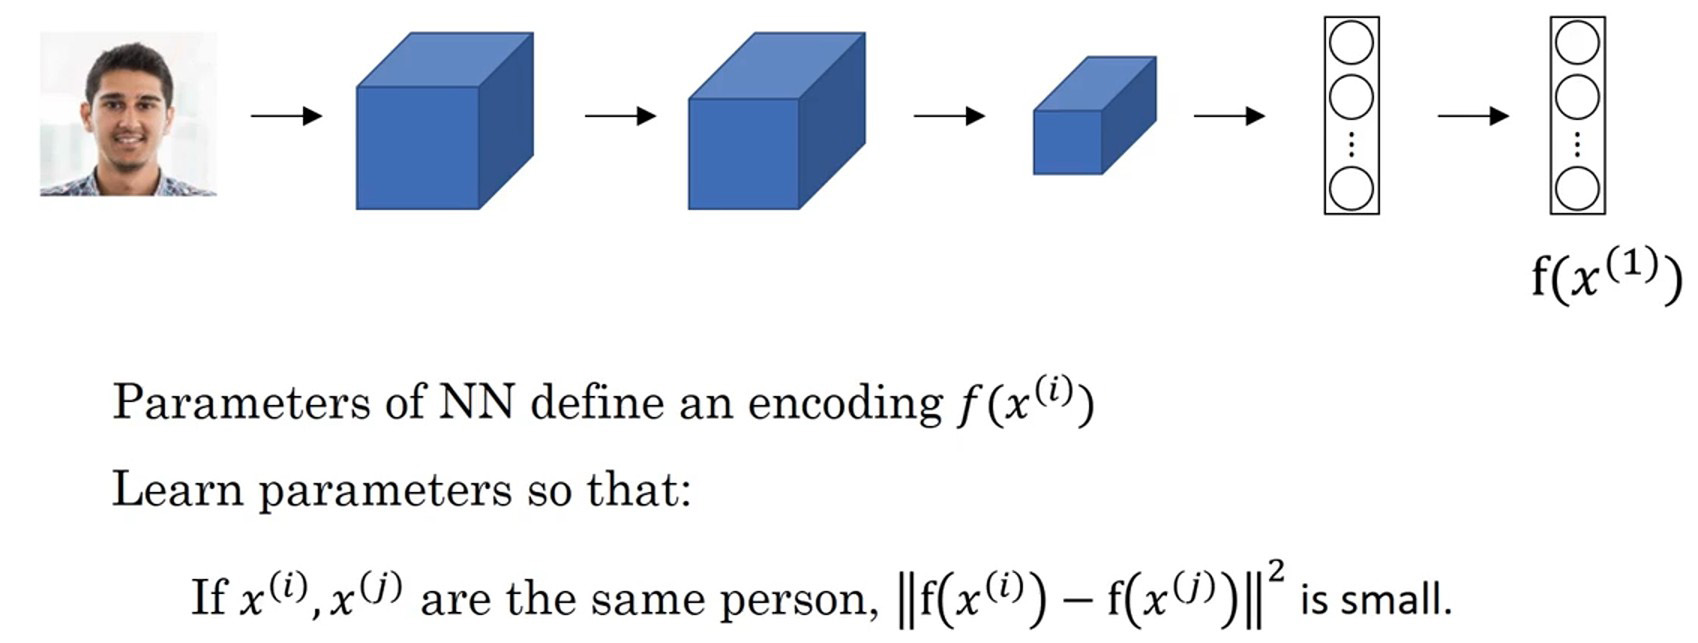 f(x⁽¹⁾)
Parameters of NN define an encoding f(x⁽ⁱ⁾)
Learn parameters so that:
If x⁽ⁱ⁾, x⁽ʲ⁾ are the same person, ‖f(x⁽ⁱ⁾) − f(x⁽ʲ⁾)‖² is small.